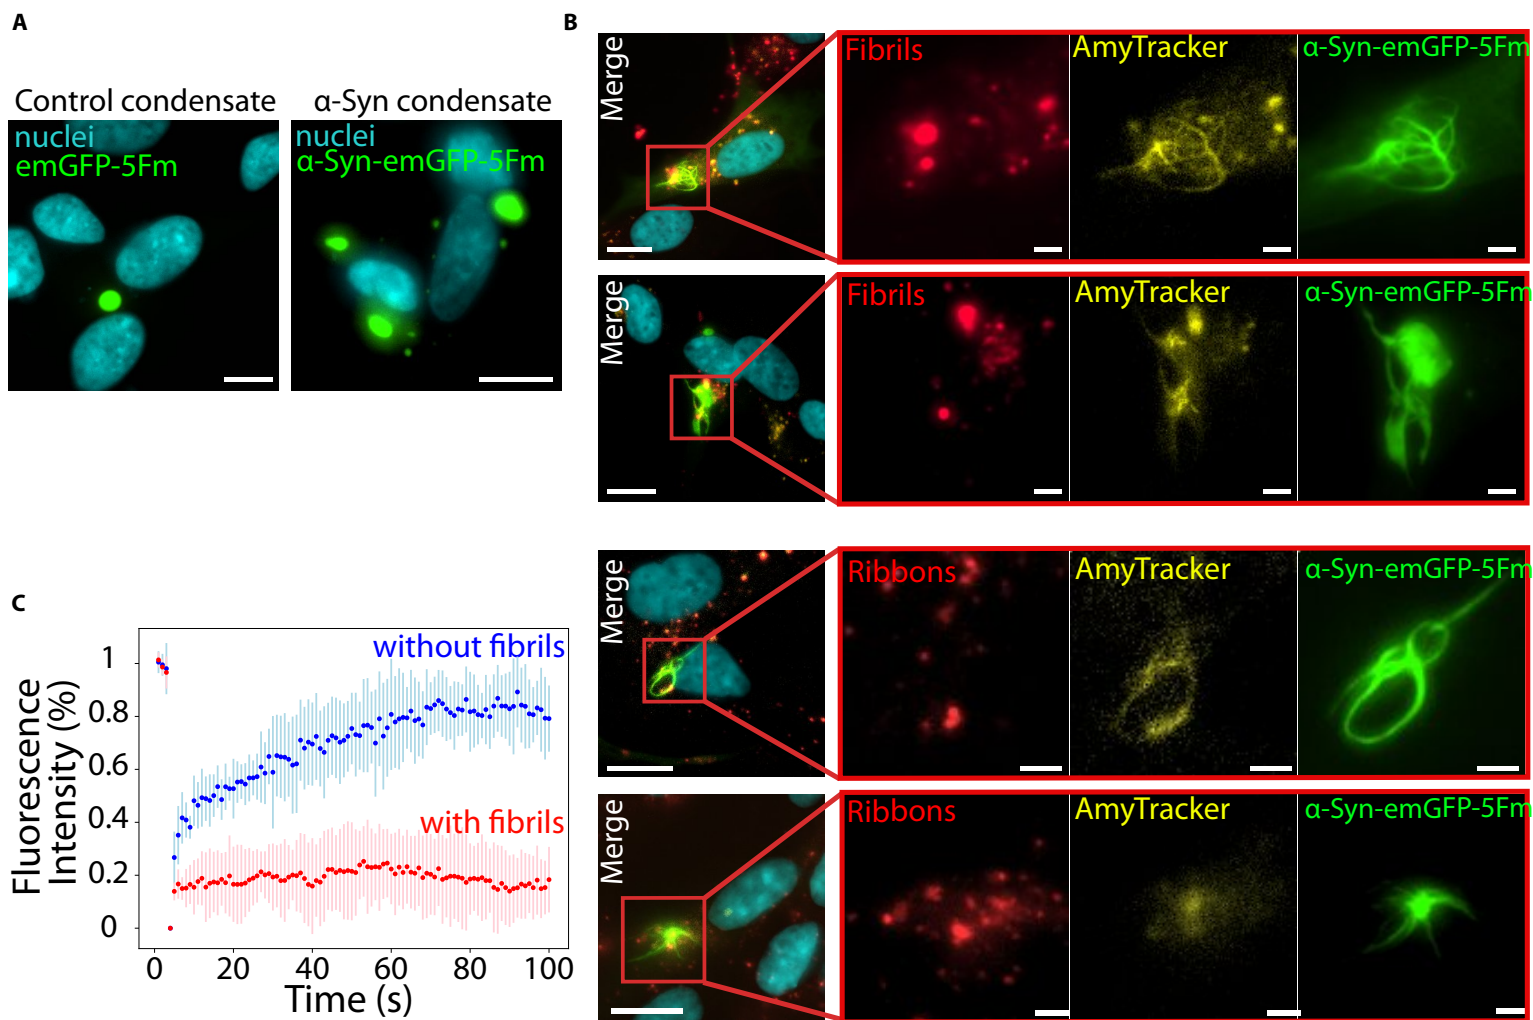 A
Control condensate
nuclei
emGFP-5Fm
α-Syn condensate
nuclei
α-Syn-emGFP-5Fm
B
Merge
Fibrils
AmyTracker
α-Syn-emGFP-5Fm
Merge
Fibrils
AmyTracker
α-Syn-emGFP-5Fm
Merge
Ribbons
AmyTracker
α-Syn-emGFP-5Fm
Merge
Ribbons
AmyTracker
α-Syn-emGFP-5Fm
C
Fluorescence
Intensity (%)
1
0.8
0.6
0.4
0.2
0
without fibrils
with fibrils
0 20 40 60 80 100
Time (s)